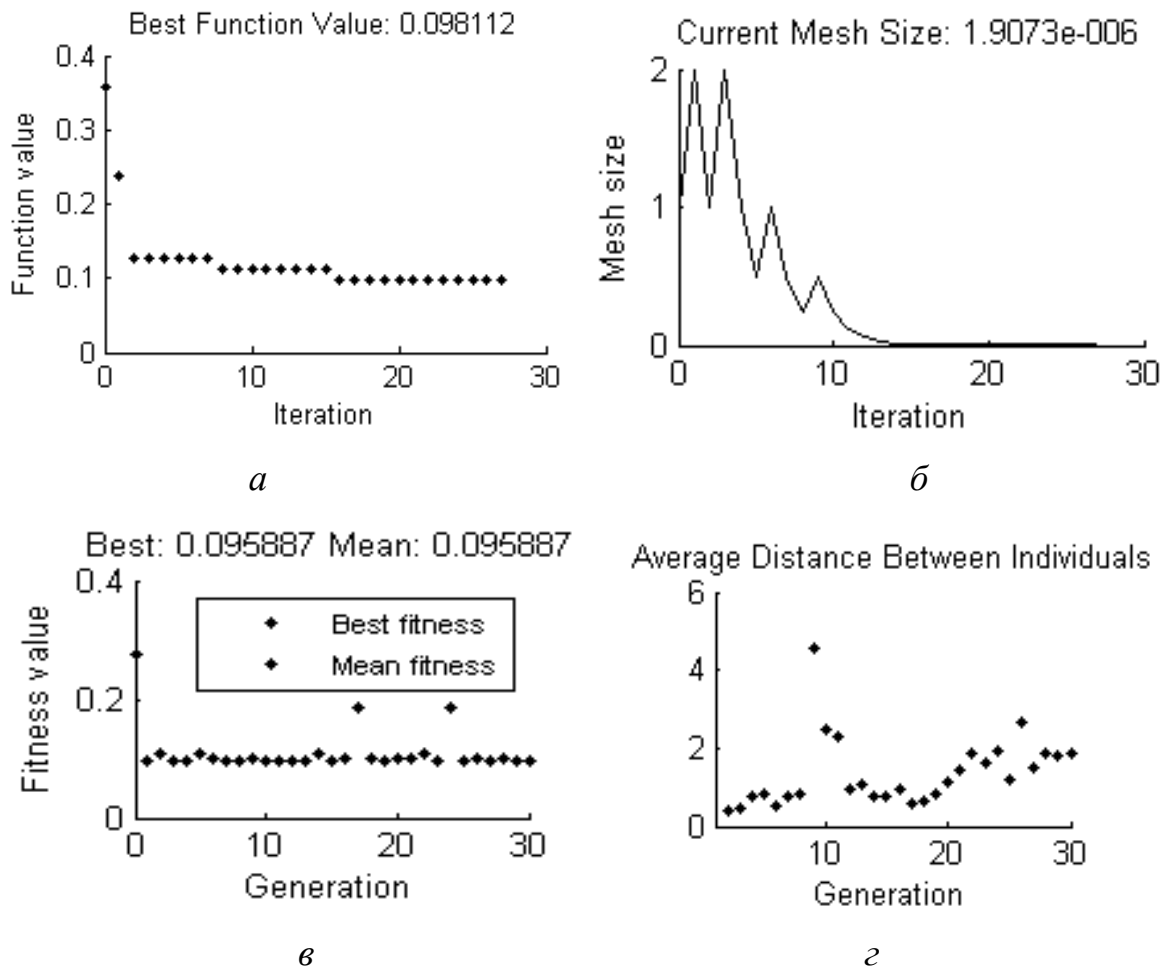 Best Function Value: 0.098112
0.4
0.3
0.2
0.1
0
Function value
0 10 20 30
Iteration
а
Current Mesh Size: 1.9073e-006
2
1
0
Mesh size
0 10 20 30
Iteration
б
Best: 0.095887 Mean: 0.095887
0.4
0.2
0
Fitness value
Best fitness
Mean fitness
0 10 20 30
Generation
в
Average Distance Between Individuals
6
4
2
0
10 20 30
Generation
г